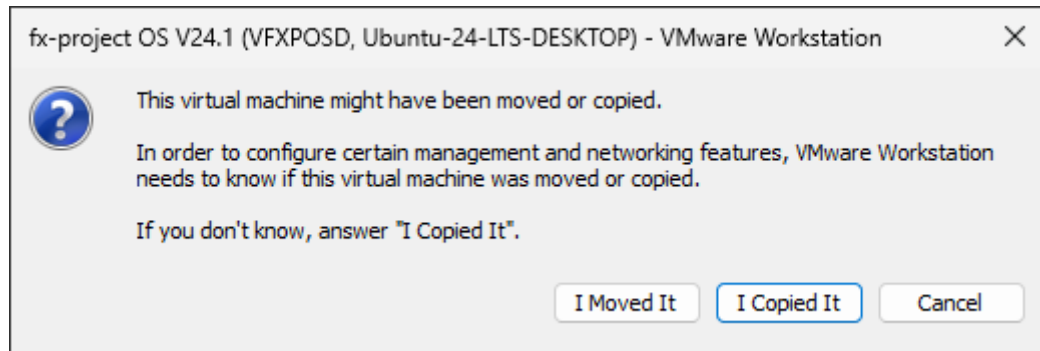 fx-project OS V24.1 (VFXPOSD, Ubuntu-24-LTS-DESKTOP) - VMware Workstation
This virtual machine might have been moved or copied.
In order to configure certain management and networking features, VMware Workstation
needs to know if this virtual machine was moved or copied.
If you don't know, answer "I Copied It".
I Moved It
I Copied It
Cancel